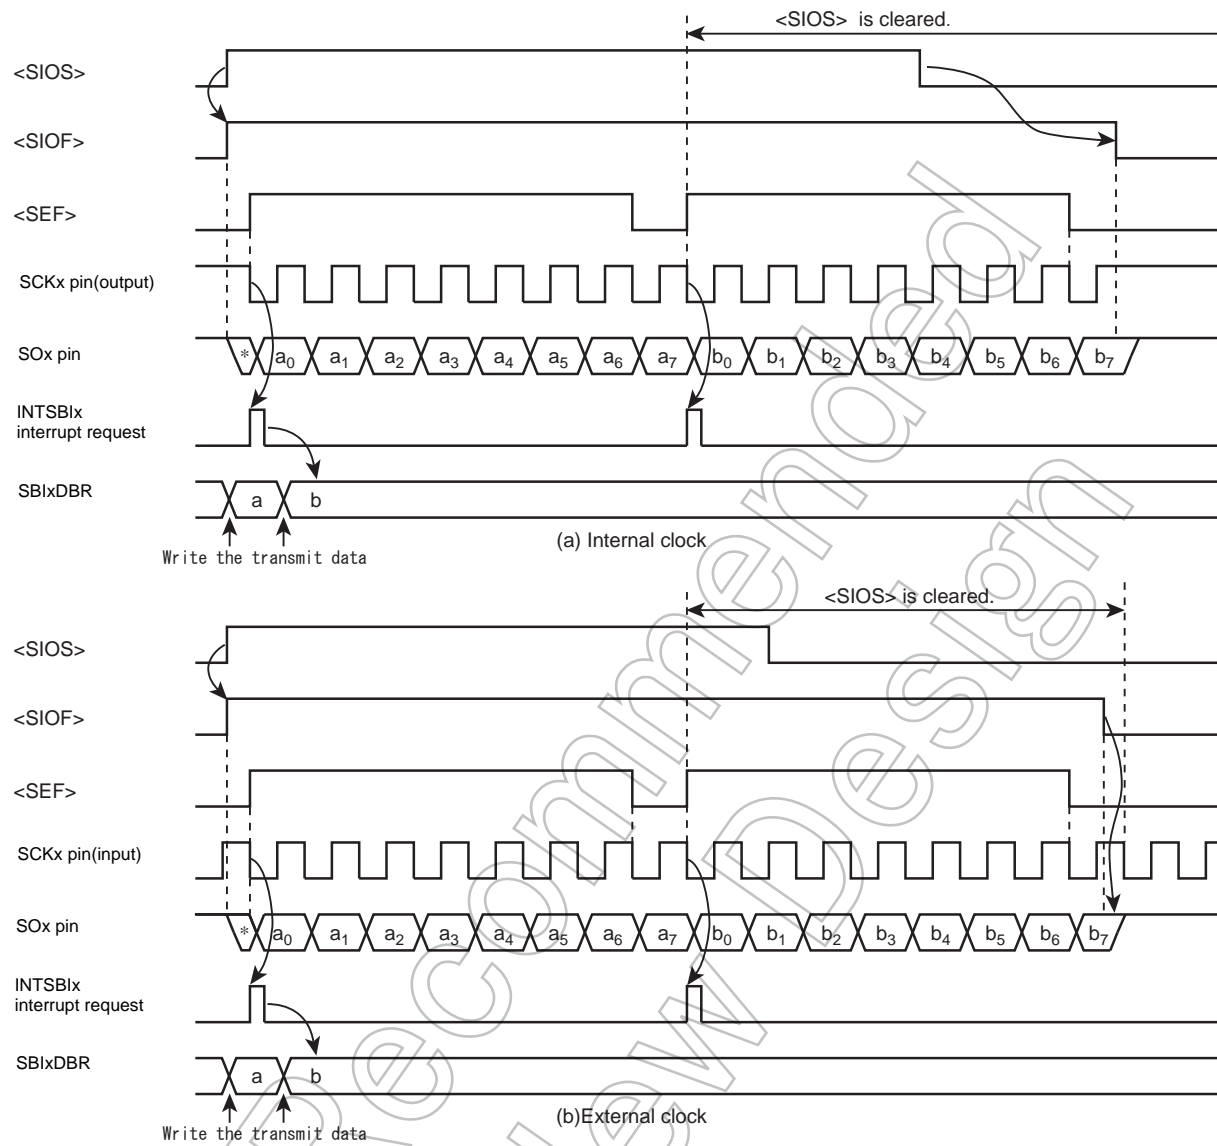 <SIOS> is cleared.
<SIOS>
<SIOF>
<SEF>
SCKx pin(output)
SOx pin
* a0 a1 a2 a3 a4 a5 a6 a7 b0 b1 b2 b3 b4 b5 b6 b7
INTSBIx
interrupt request
SBIxDBR
a b
(a) Internal clock
Write the transmit data
<SIOS> is cleared.
<SIOS>
<SIOF>
<SEF>
SCKx pin(input)
SOx pin
* a0 a1 a2 a3 a4 a5 a6 a7 b0 b1 b2 b3 b4 b5 b6 b7
INTSBIx
interrupt request
SBIxDBR
a b
(b)External clock
Write the transmit data
Recommended
ew Design